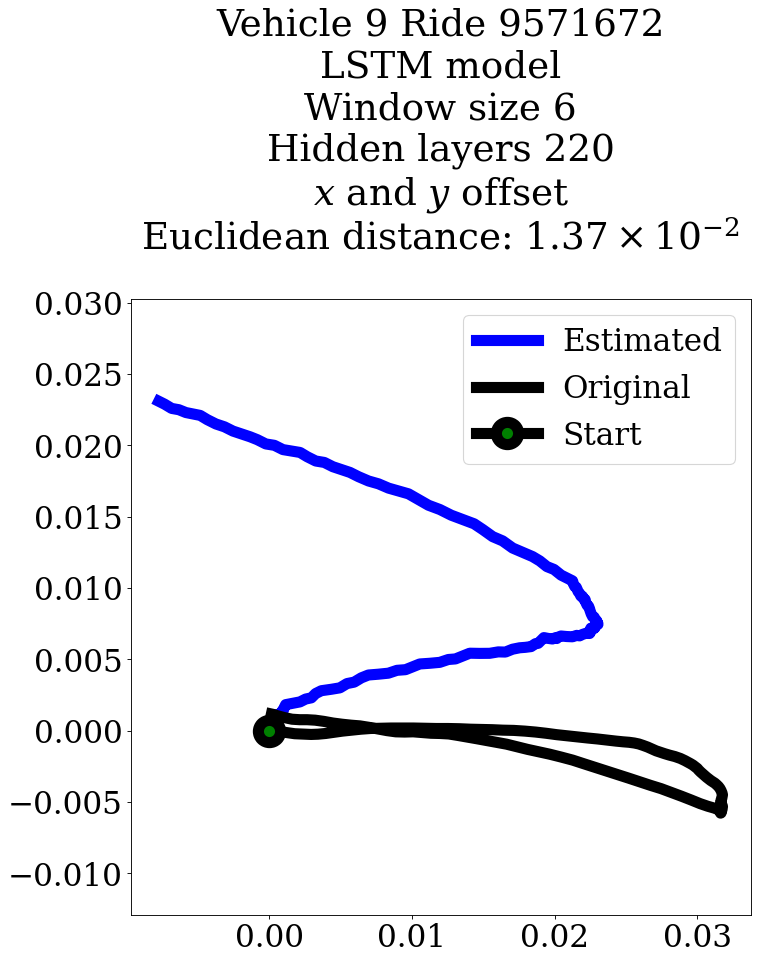 Vehicle 9 Ride 9571672
LSTM model
Window size 6
Hidden layers 220
x and y offset
Euclidean distance: 1.37 × 10⁻²
0.030
0.025
0.020
0.015
0.010
0.005
0.000
−0.005
−0.010
Estimated
Original
Start
0.00 0.01 0.02 0.03